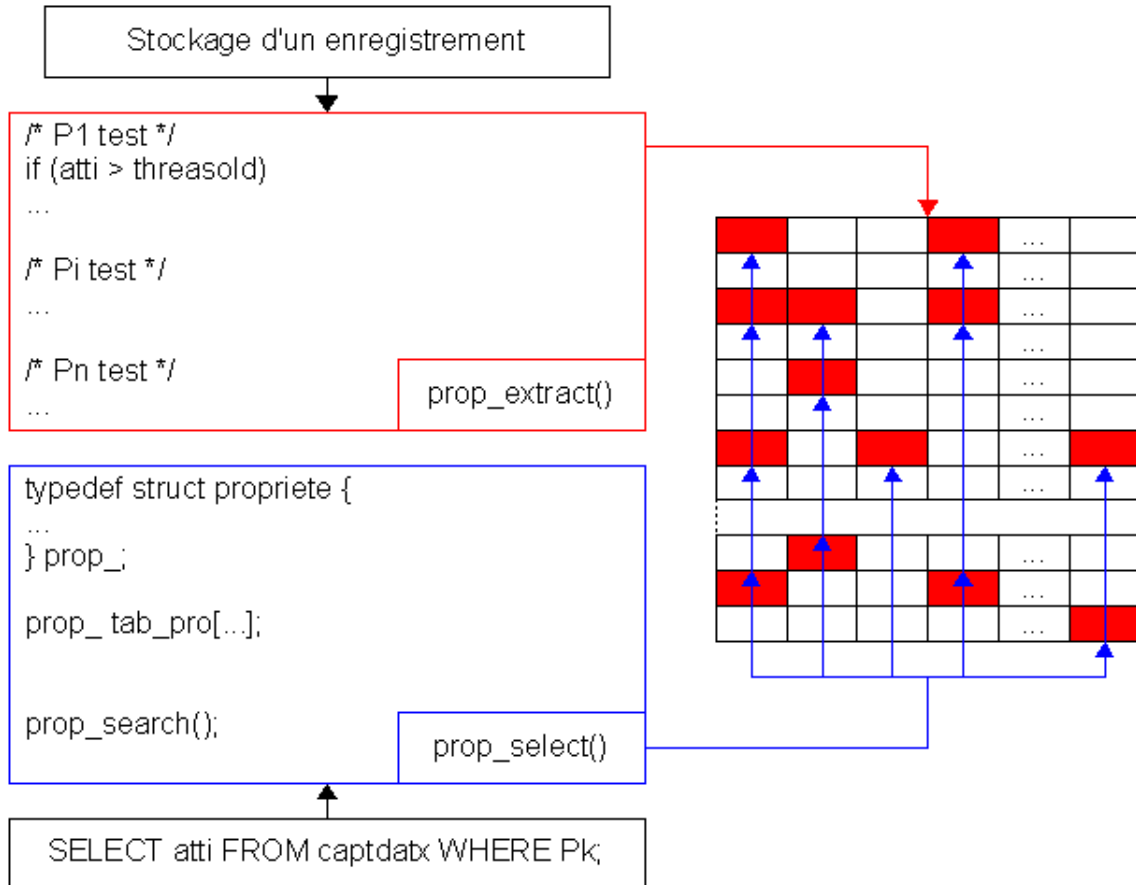 Stockage d'un enregistrement
/* P1 test */
if (atti > threasold)
...
/* Pi test */
...
/* Pn test */
...
prop_extract()
typedef struct propriete {
...
} prop_;
prop_ tab_pro[...];
prop_search();
prop_select()
SELECT atti FROM captdatx WHERE Pk;
...
...
...
...
...
...
...
...
...
...
...